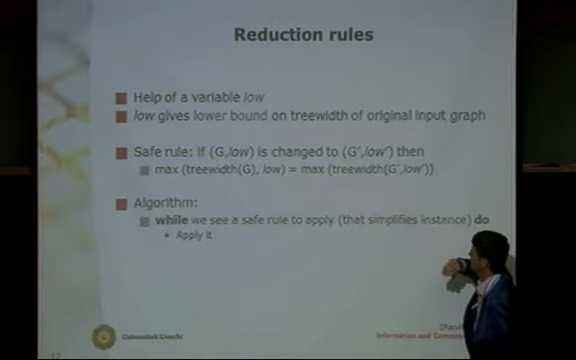 Reduction rules
Help of a variable low
low gives lower bound on treewidth of original input graph
Safe rule: if (G,low) is changed to (G',low') then
max (treewidth(G), low) = max (treewidth(G',low'))
Algorithm:
while we see a safe rule to apply (that simplifies instance) do
Apply it
Universiteit Utrecht
[Facul
Information and Comput